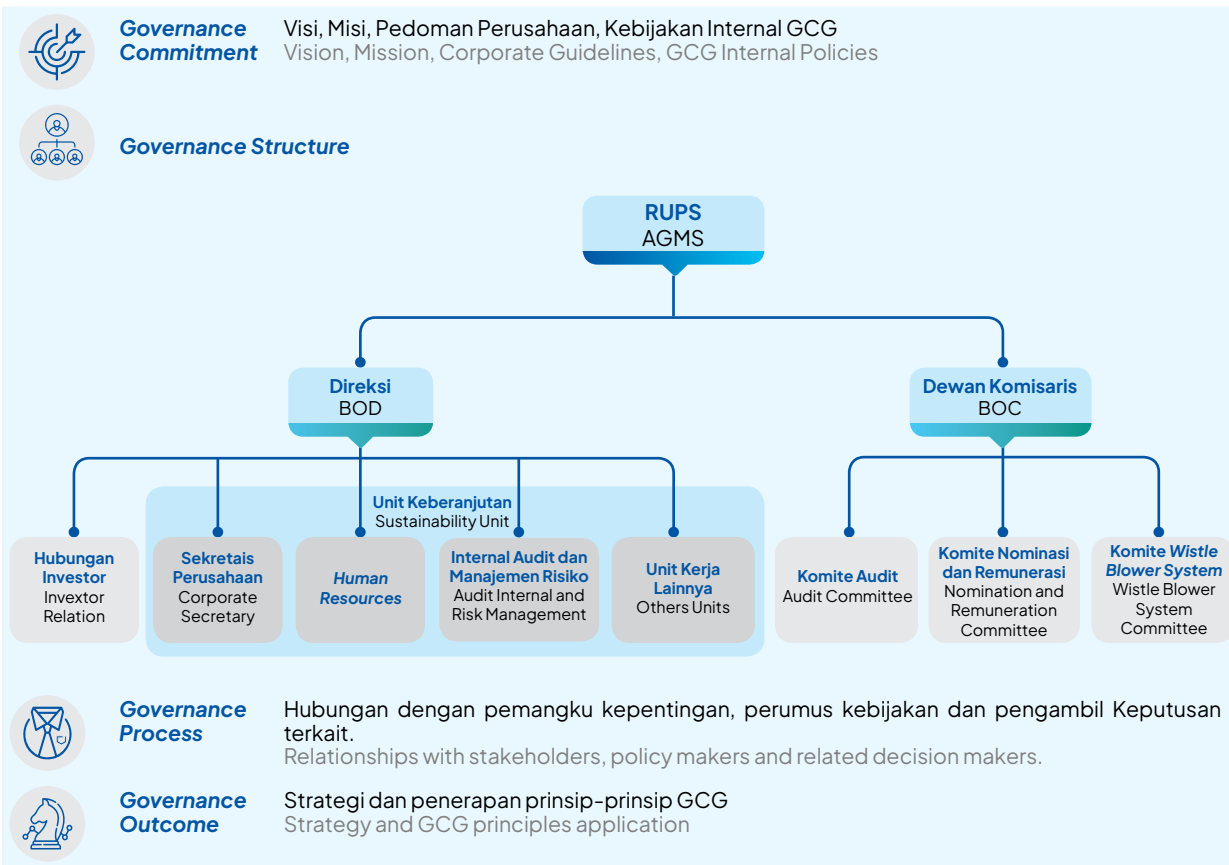 Governance
Commitment
Visi, Misi, Pedoman Perusahaan, Kebijakan Internal GCG
Vision, Mission, Corporate Guidelines, GCG Internal Policies
Governance Structure
RUPS
AGMS
Direksi
BOD
Dewan Komisaris
BOC
Unit Keberanjutan
Sustainability Unit
Hubungan
Investor
Invextor
Relation
Sekretais
Perusahaan
Corporate
Secretary
Human
Resources
Internal Audit dan
Manajemen Risiko
Audit Internal and
Risk Management
Unit Kerja
Lainnya
Others Units
Komite Audit
Audit Committee
Komite Nominasi
dan Remunerasi
Nomination and
Remuneration
Committee
Komite Wistle
Blower System
Wistle Blower
System
Committee
Governance
Process
Hubungan dengan pemangku kepentingan, perumus kebijakan dan pengambil Keputusan
terkait.
Relationships with stakeholders, policy makers and related decision makers.
Governance
Outcome
Strategi dan penerapan prinsip-prinsip GCG
Strategy and GCG principles application